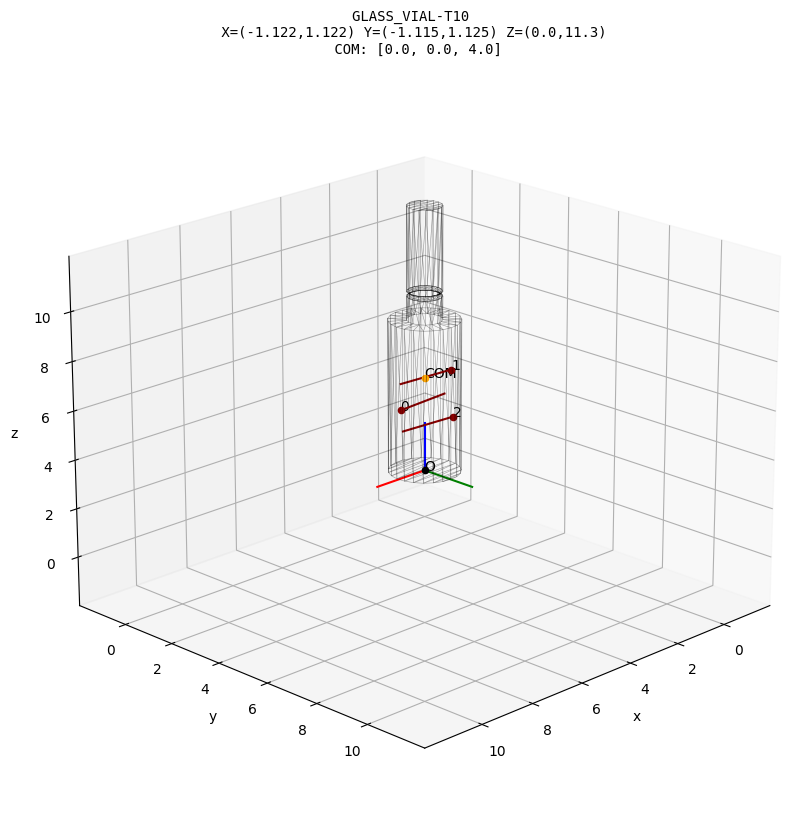 GLASS_VIAL-T10
X=(-1.122,1.122) Y=(-1.115,1.125) Z=(0.0,11.3)
COM: [0.0, 0.0, 4.0]
10
8
6
4
2
0
z
1
COM
0
2
O
0
2
4
6
8
10
y
0
2
4
6
8
10
x